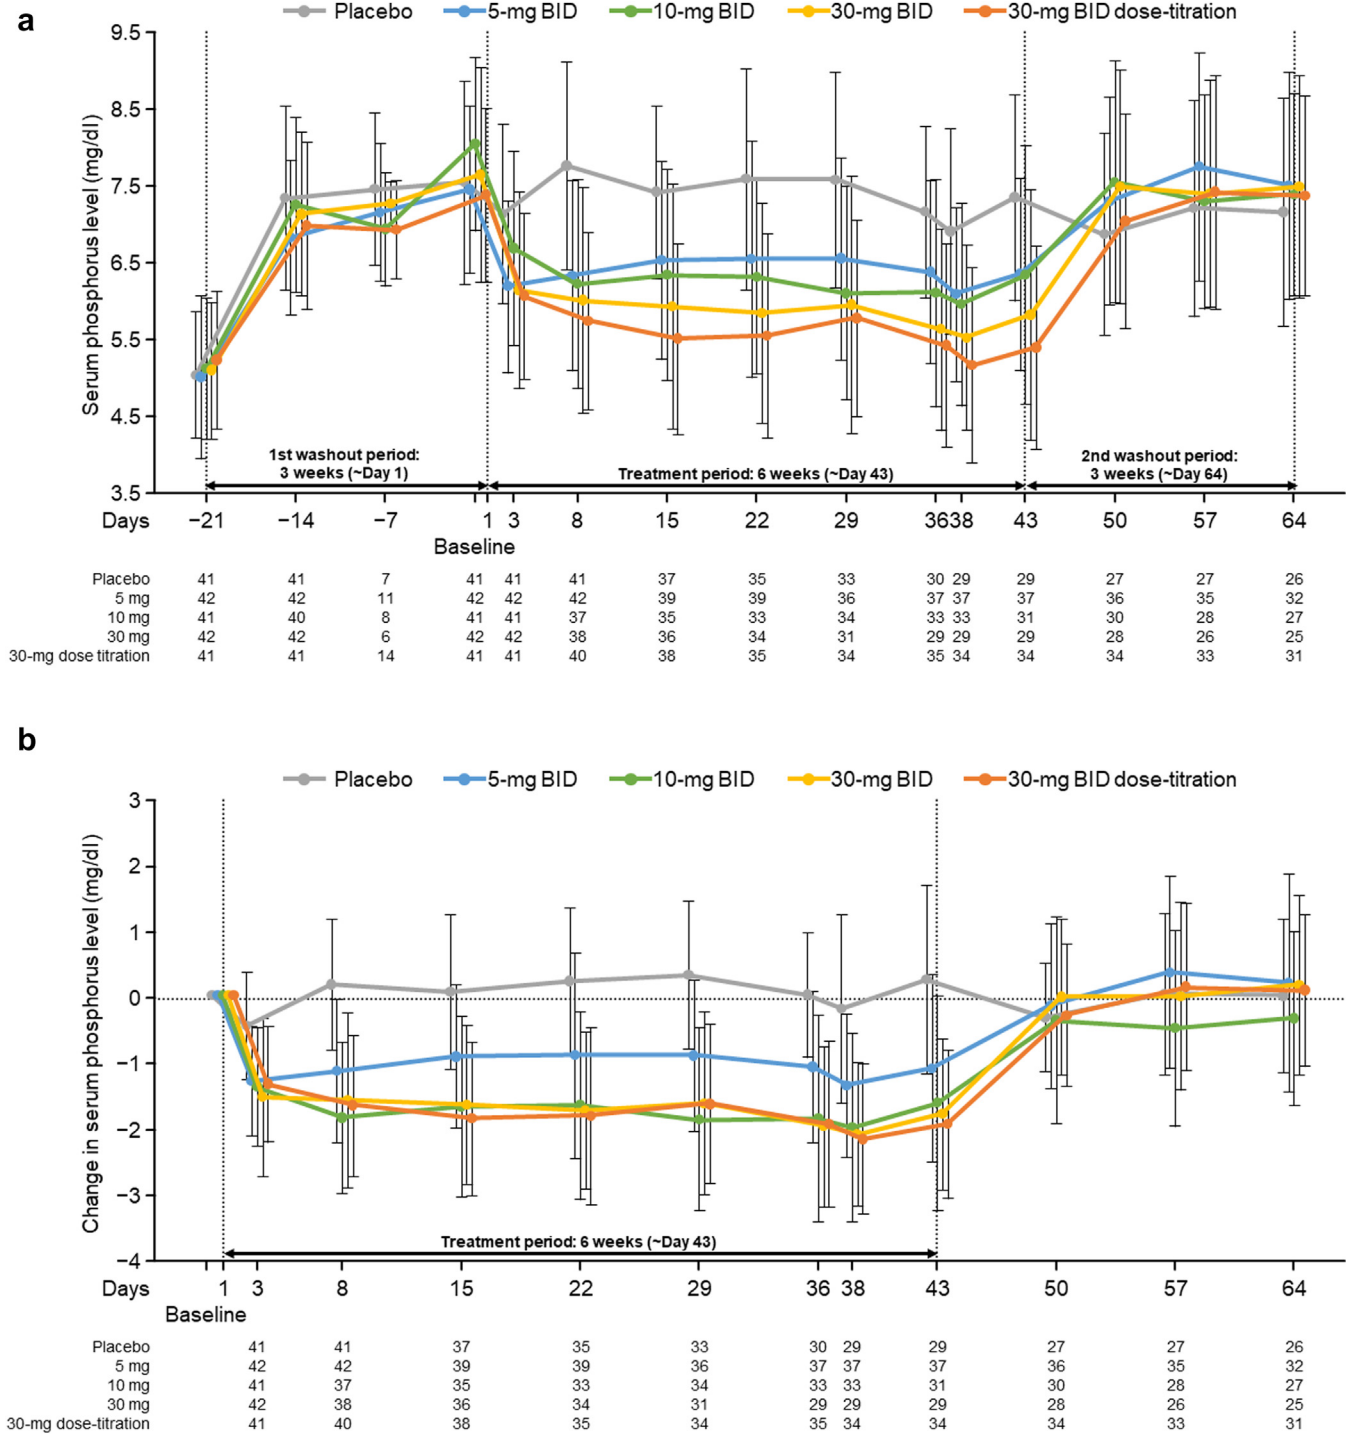 a
Placebo 5-mg BID 10-mg BID 30-mg BID 30-mg BID dose-titration
Serum phosphorus level (mg/dl)
9.5
8.5
7.5
6.5
5.5
4.5
3.5
1st washout period:
3 weeks (~Day 1)
Treatment period: 6 weeks (~Day 43)
2nd washout period:
3 weeks (~Day 64)
Days −21 −14 −7 1 3 8 15 22 29 36 38 43 50 57 64
Baseline
Placebo 41 41 7 41 41 41 37 35 33 30 29 29 27 27 26
5 mg 42 42 11 42 42 42 39 39 36 37 37 37 36 35 32
10 mg 41 40 8 41 41 37 35 33 34 33 33 31 30 28 27
30 mg 42 42 6 42 42 38 36 34 31 29 29 29 28 26 25
30-mg dose titration 41 41 14 41 41 40 38 35 34 35 34 34 34 33 31
b
Placebo 5-mg BID 10-mg BID 30-mg BID 30-mg BID dose-titration
Change in serum phosphorus level (mg/dl)
3
2
1
0
−1
−2
−3
−4
Treatment period: 6 weeks (~Day 43)
Days 1 3 8 15 22 29 36 38 43 50 57 64
Baseline
Placebo 41 41 37 35 33 30 29 29 27 27 26
5 mg 42 42 39 39 36 37 37 37 36 35 32
10 mg 41 37 35 33 34 33 33 31 30 28 27
30 mg 42 38 36 34 31 29 29 29 28 26 25
30-mg dose-titration 41 40 38 35 34 35 34 34 34 33 31